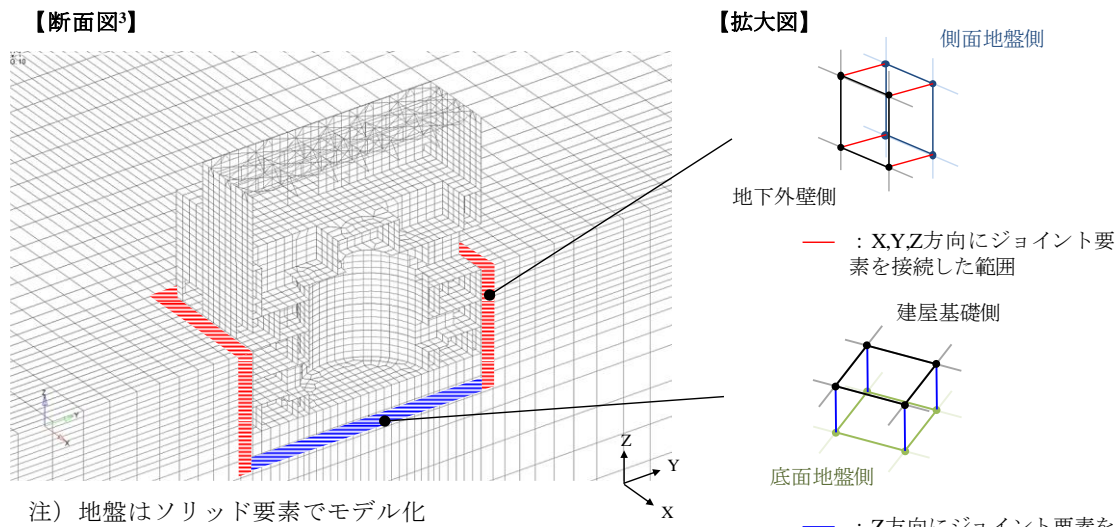 【断面図³】
【拡大図】
側面地盤側
地下外壁側
：X,Y,Z方向にジョイント要
素を接続した範囲
建屋基礎側
底面地盤側
：Z方向にジョイント要素を
Z
Y
X
Z
Y
X
注）地盤はソリッド要素でモデル化